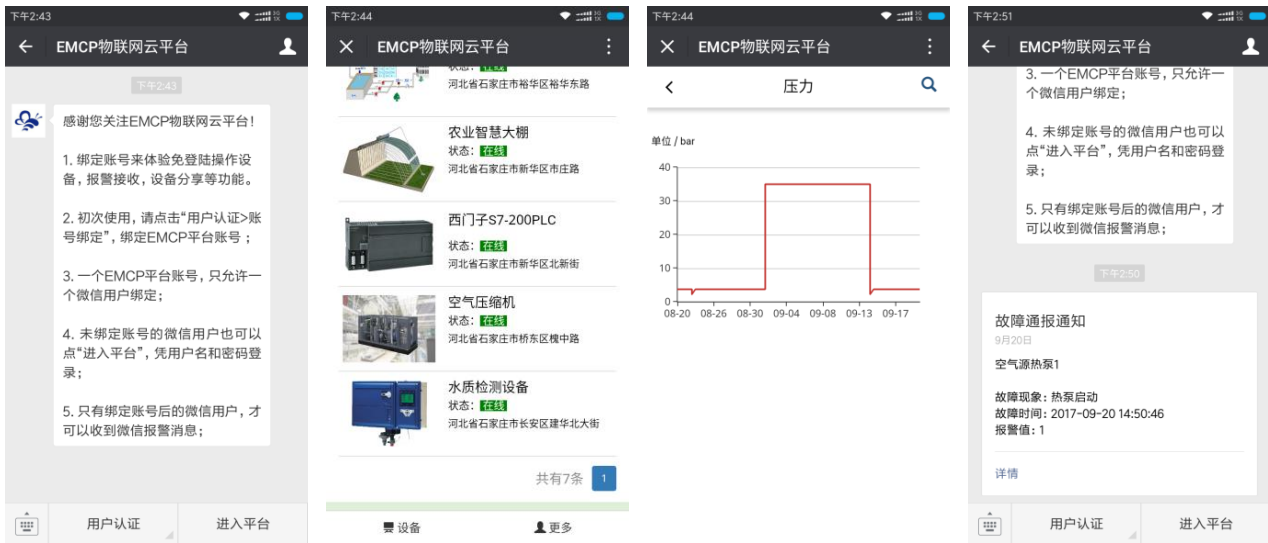 下午2:43
EMCP物联网云平台
下午2:43
感谢您关注EMCP物联网云平台！
1. 绑定账号来体验免登陆操作设
备，报警接收，设备分享等功能。
2. 初次使用，请点击“用户认证>账
号绑定”，绑定EMCP平台账号；
3. 一个EMCP平台账号，只允许一
个微信用户绑定；
4. 未绑定账号的微信用户也可以
点“进入平台”，凭用户名和密码登
录；
5. 只有绑定账号后的微信用户，才
可以收到微信报警消息；
用户认证
进入平台
下午2:44
EMCP物联网云平台
状态：在线
河北省石家庄市裕华区裕华东路
农业智慧大棚
状态：在线
河北省石家庄市新华区市庄路
西门子S7-200PLC
状态：在线
河北省石家庄市新华区北新街
空气压缩机
状态：在线
河北省石家庄市桥东区槐中路
水质检测设备
状态：在线
河北省石家庄市长安区建华北大街
共有7条 1
设备
更多
下午2:44
EMCP物联网云平台
压力
单位 / bar
40
30
20
10
0
08-20 08-26 08-30 09-04 09-08 09-13 09-17
下午2:51
EMCP物联网云平台
3. 一个EMCP平台账号，只允许一
个微信用户绑定；
4. 未绑定账号的微信用户也可以
点“进入平台”，凭用户名和密码登
录；
5. 只有绑定账号后的微信用户，才
可以收到微信报警消息；
下午2:50
故障通报通知
9月20日
空气源热泵1
故障现象：热泵启动
故障时间：2017-09-20 14:50:46
报警值：1
详情
用户认证
进入平台